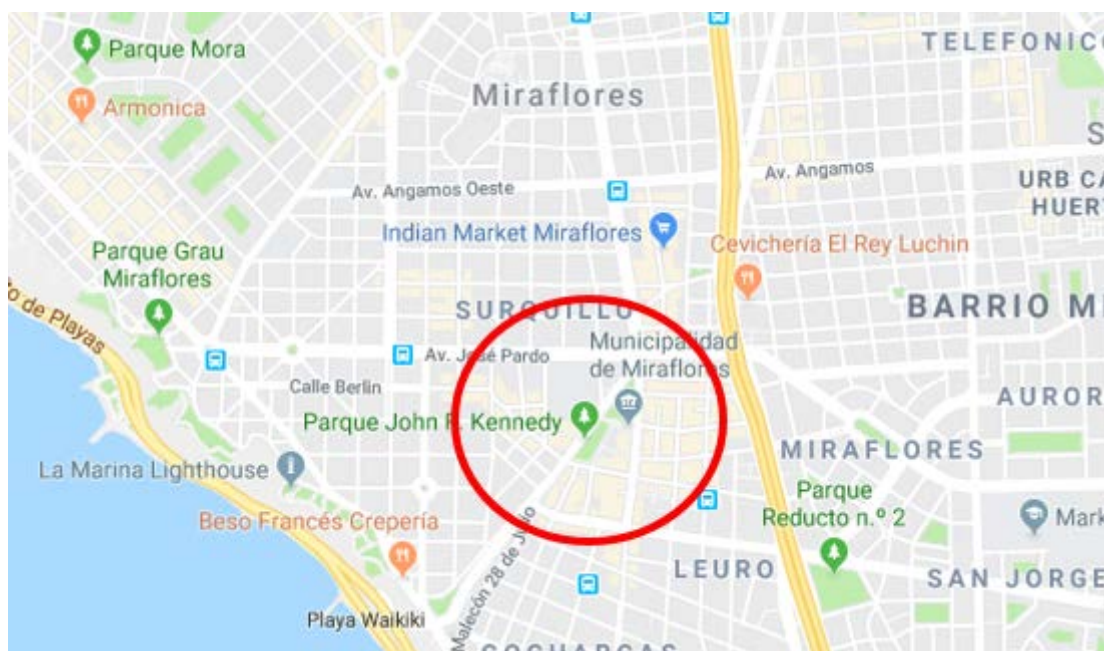 Parque Mora
TELEFONICO
Armonica
Miraflores
Av. Angamos
Av. Angamos Oeste
URB CA
HUER
Indian Market Miraflores
Cevichería El Rey Luchin
Parque Grau
Miraflores
o de Playas
SURQUILLO
BARRIO M
Municipalidad
de Miraflores
Av. José Pardo
Calle Berlin
AUROR
Parque John F. Kennedy
MIRAFLORES
La Marina Lighthouse
Parque
Reducto n.º 2
Beso Francés Crepería
Mark
Malecón 28 de Julio
LEURO
SAN JORGE
Playa Waikiki